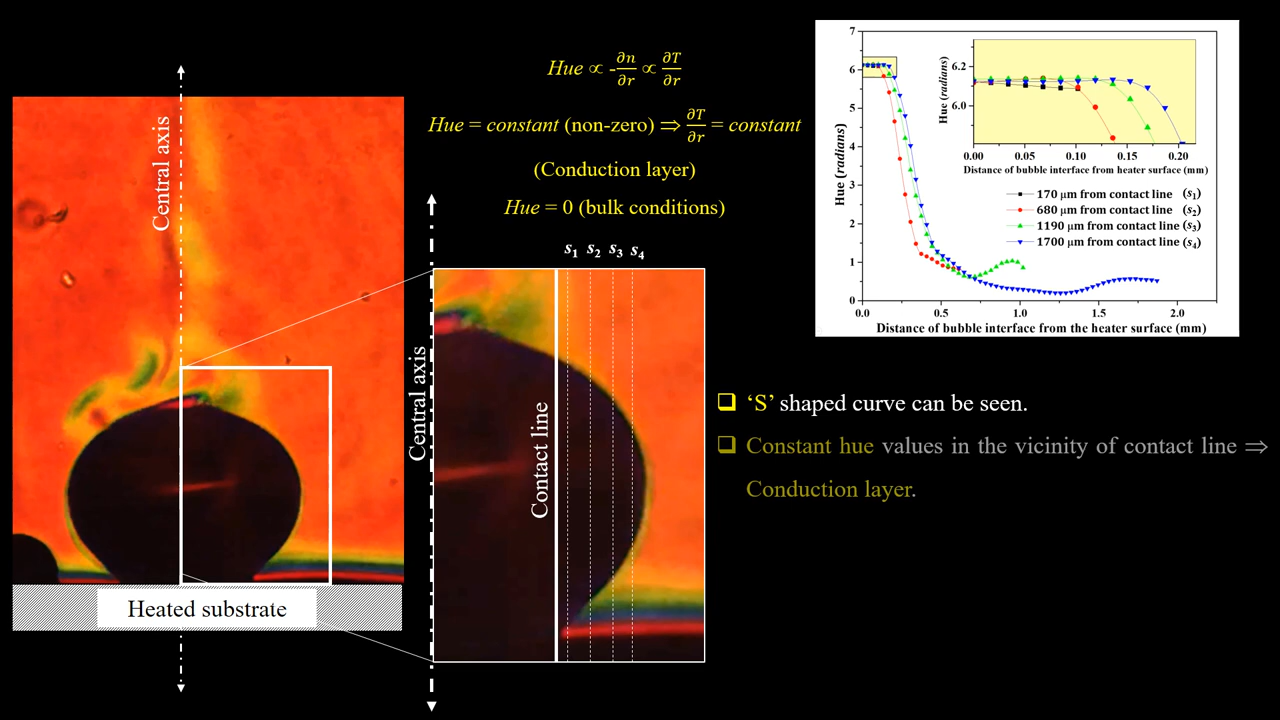 Central axis
Heated substrate
Hue ∝ -∂n/∂r ∝ ∂T/∂r
Hue = constant (non-zero) ⟹ ∂T/∂r = constant
(Conduction layer)
Hue = 0 (bulk conditions)
s1 s2 s3 s4
Central axis
Contact line
7
6
5
4
3
2
1
0
Hue (radians)
0.0 0.5 1.0 1.5 2.0
Distance of bubble interface from the heater surface (mm)
6.2
6.0
Hue (radians)
0.00 0.05 0.10 0.15 0.20
Distance of bubble interface from heater surface (mm)
170 μm from contact line (s1)
680 μm from contact line (s2)
1190 μm from contact line (s3)
1700 μm from contact line (s4)
❑ ‘S’ shaped curve can be seen.
❑ Constant hue values in the vicinity of contact line ⟹
Conduction layer.